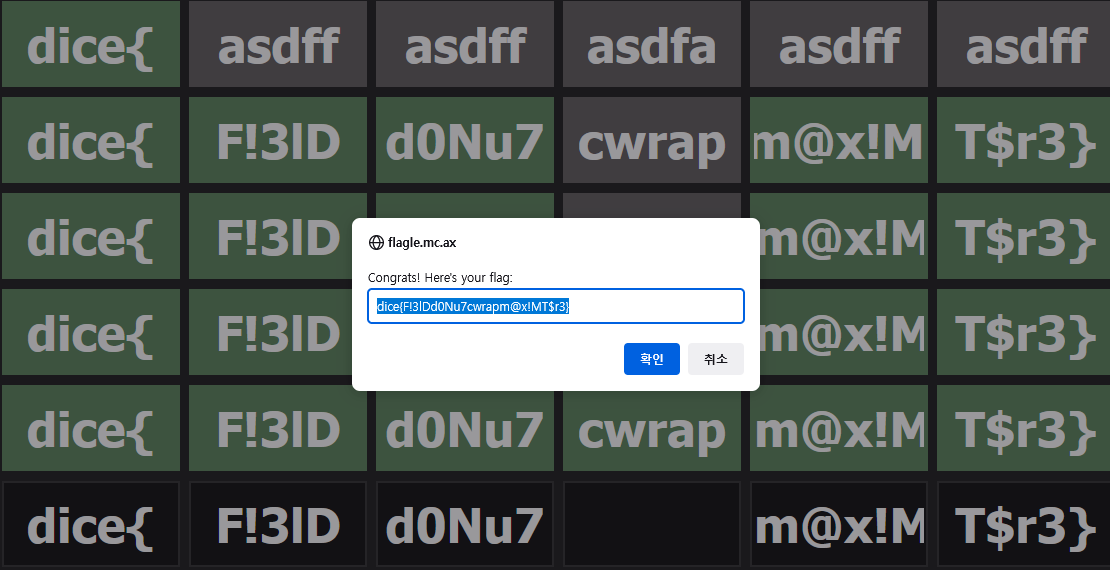 dice{ asdff asdff asdfa asdff asdff
dice{ F!3lD d0Nu7 cwrap m@x!M T$r3}
dice{ F!3lD m@x!M T$r3}
flagle.mc.ax
Congrats! Here's your flag:
dice{F!3lDd0Nu7cwrapm@x!MT$r3}
확인 취소
dice{ F!3lD m@x!M T$r3}
dice{ F!3lD d0Nu7 cwrap m@x!M T$r3}
dice{ F!3lD d0Nu7 m@x!M T$r3}